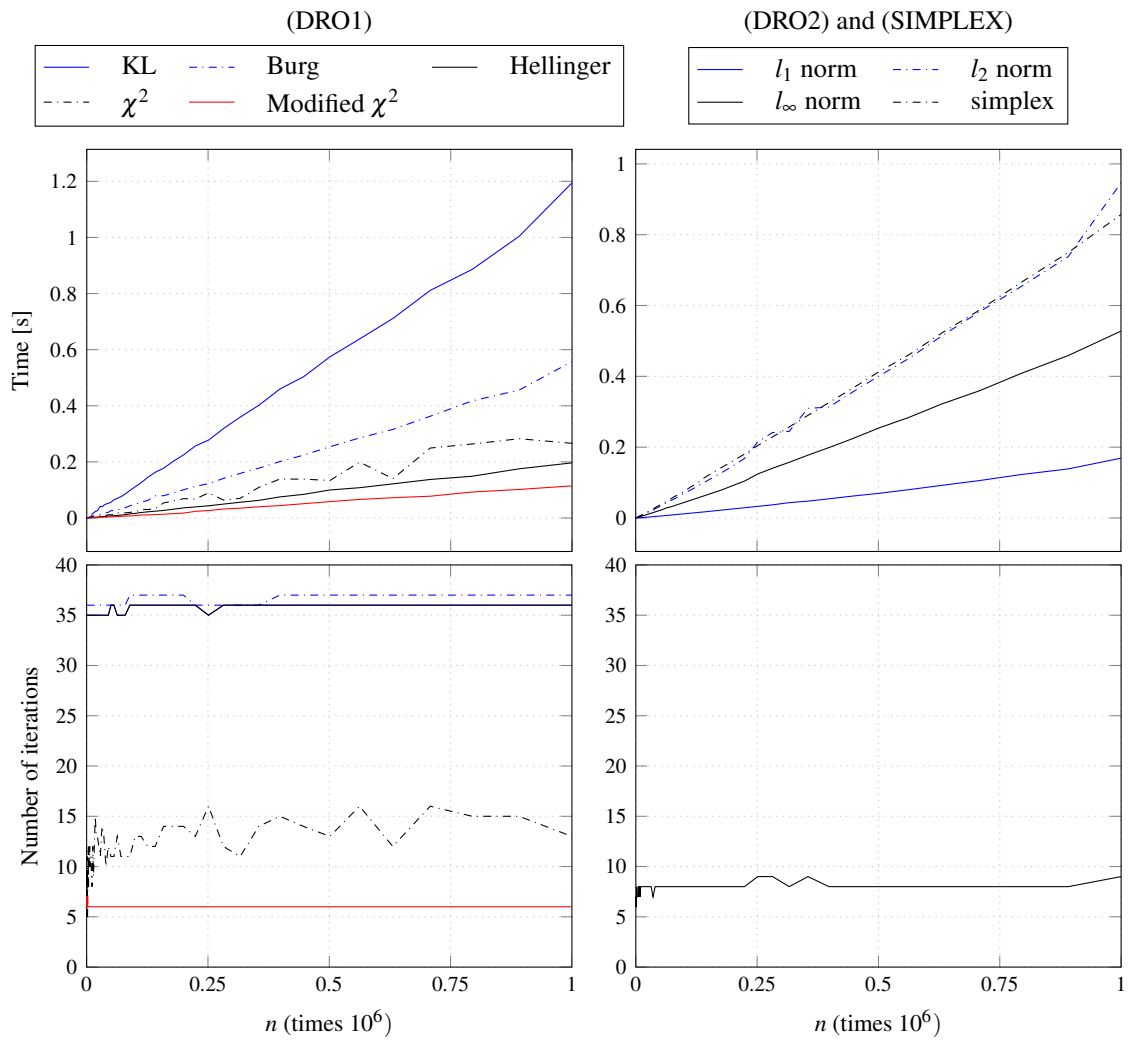 (DRO1)
(DRO2) and (SIMPLEX)
KL
Burg
Hellinger
χ²
Modified χ²
l₁ norm
l₂ norm
l∞ norm
simplex
Time [s]
1.2
1
0.8
0.6
0.4
0.2
0
1
0.8
0.6
0.4
0.2
0
Number of iterations
40
35
30
25
20
15
10
5
0
0
0.25
0.5
0.75
1
n (times 10⁶)
40
35
30
25
20
15
10
5
0
0
0.25
0.5
0.75
1
n (times 10⁶)